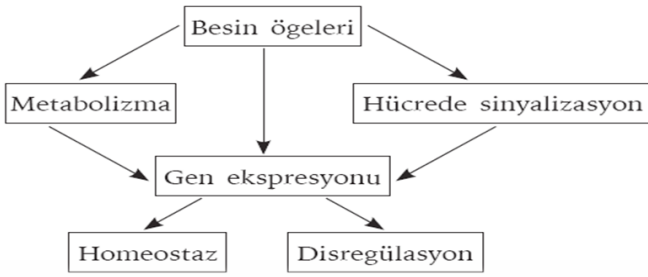 Besin ögeleri
Metabolizma
Hücrede sinyalizasyon
Gen ekspresyonu
Homeostaz
Disregülasyon